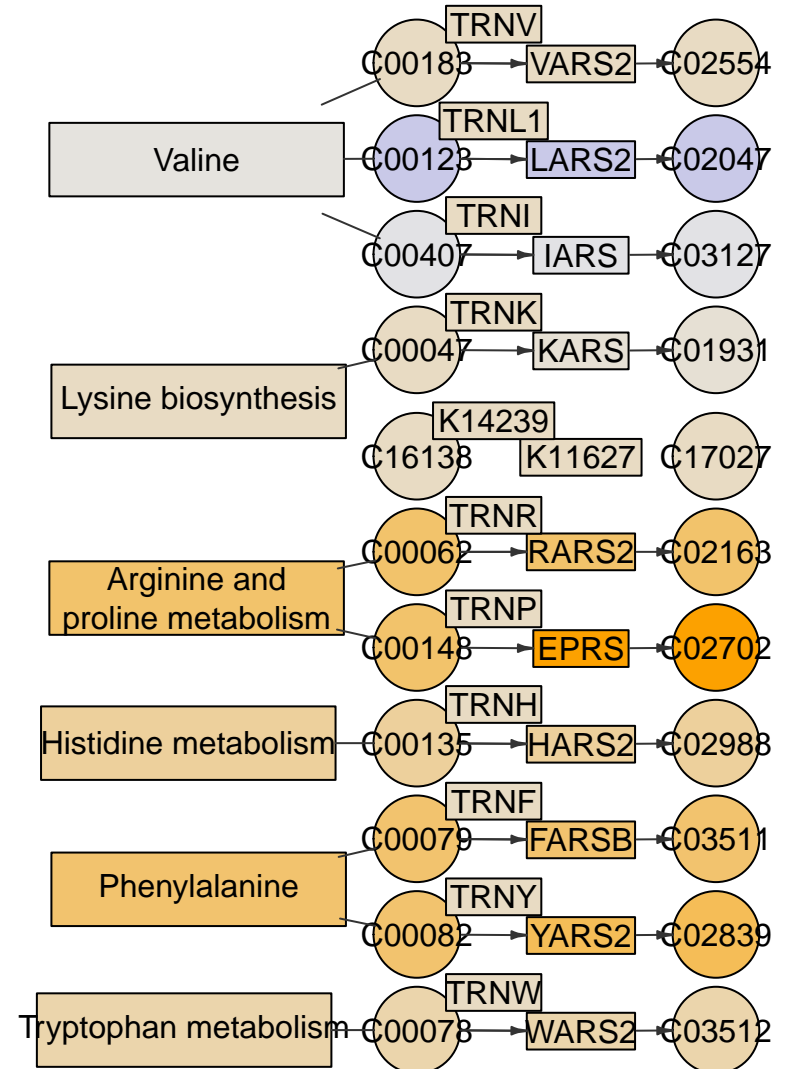 TRNV
C00183 VARS2 C02554
TRNL1
Valine C00123 LARS2 C02047
TRNI
C00407 IARS C03127
TRNK
C00047 KARS C01931
Lysine biosynthesis
K14239
C16138 K11627 C17027
TRNR
C00062 RARS2 C02163
Arginine and
proline metabolism
TRNP
C00148 EPRS C02702
TRNH
Histidine metabolism C00135 HARS2 C02988
TRNF
C00079 FARSB C03511
Phenylalanine
TRNY
C00082 YARS2 C02839
TRNW
Tryptophan metabolism C00078 WARS2 C03512